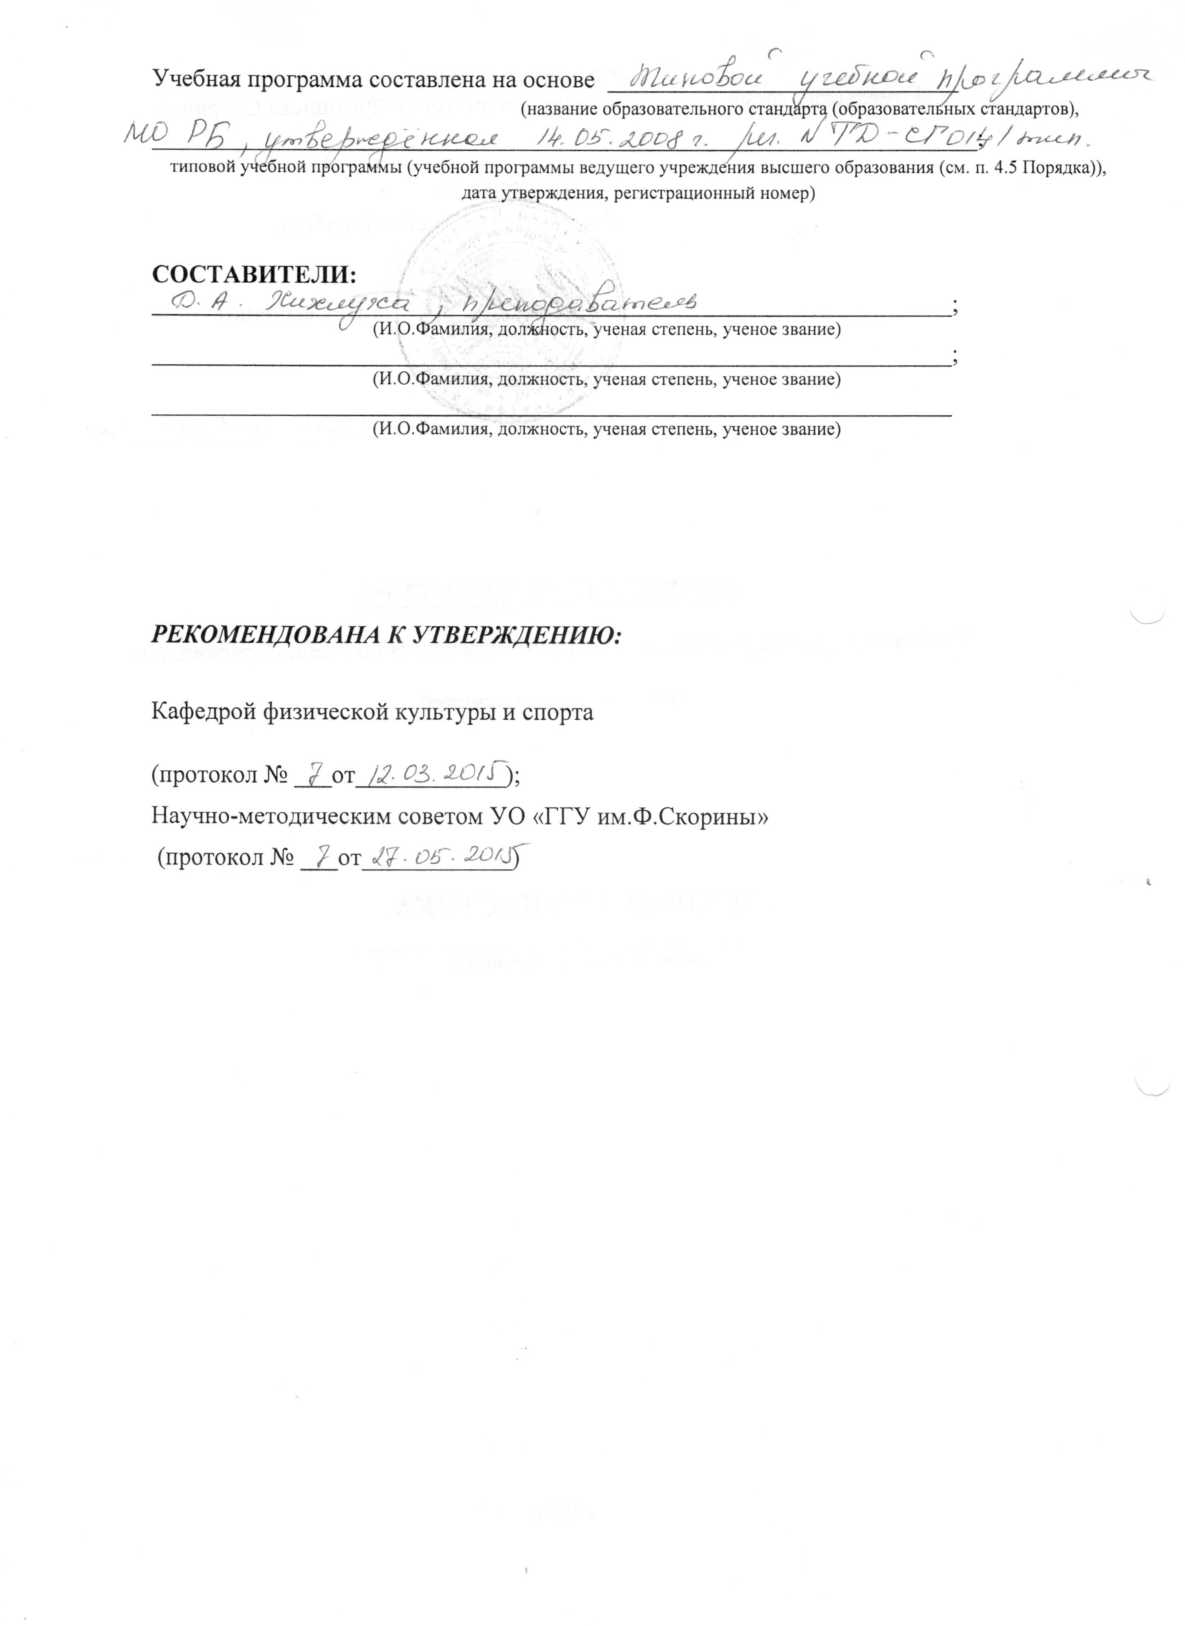 Учебная программа составлена на основе Типовой учебной программы
(название образовательного стандарта (образовательных стандартов),
МО РБ, утверждённая 14.05.2008 г. рег. N ТД-СГ014/тип.
типовой учебной программы (учебной программы ведущего учреждения высшего образования (см. п. 4.5 Порядка)),
дата утверждения, регистрационный номер)
СОСТАВИТЕЛИ:
Д. А. Хихлуха, преподаватель;
(И.О.Фамилия, должность, ученая степень, ученое звание)
;
(И.О.Фамилия, должность, ученая степень, ученое звание)
(И.О.Фамилия, должность, ученая степень, ученое звание)
РЕКОМЕНДОВАНА К УТВЕРЖДЕНИЮ:
Кафедрой физической культуры и спорта
(протокол № 7 от 12.03.2015);
Научно-методическим советом УО «ГГУ им.Ф.Скорины»
(протокол № 7 от 27.05.2015)